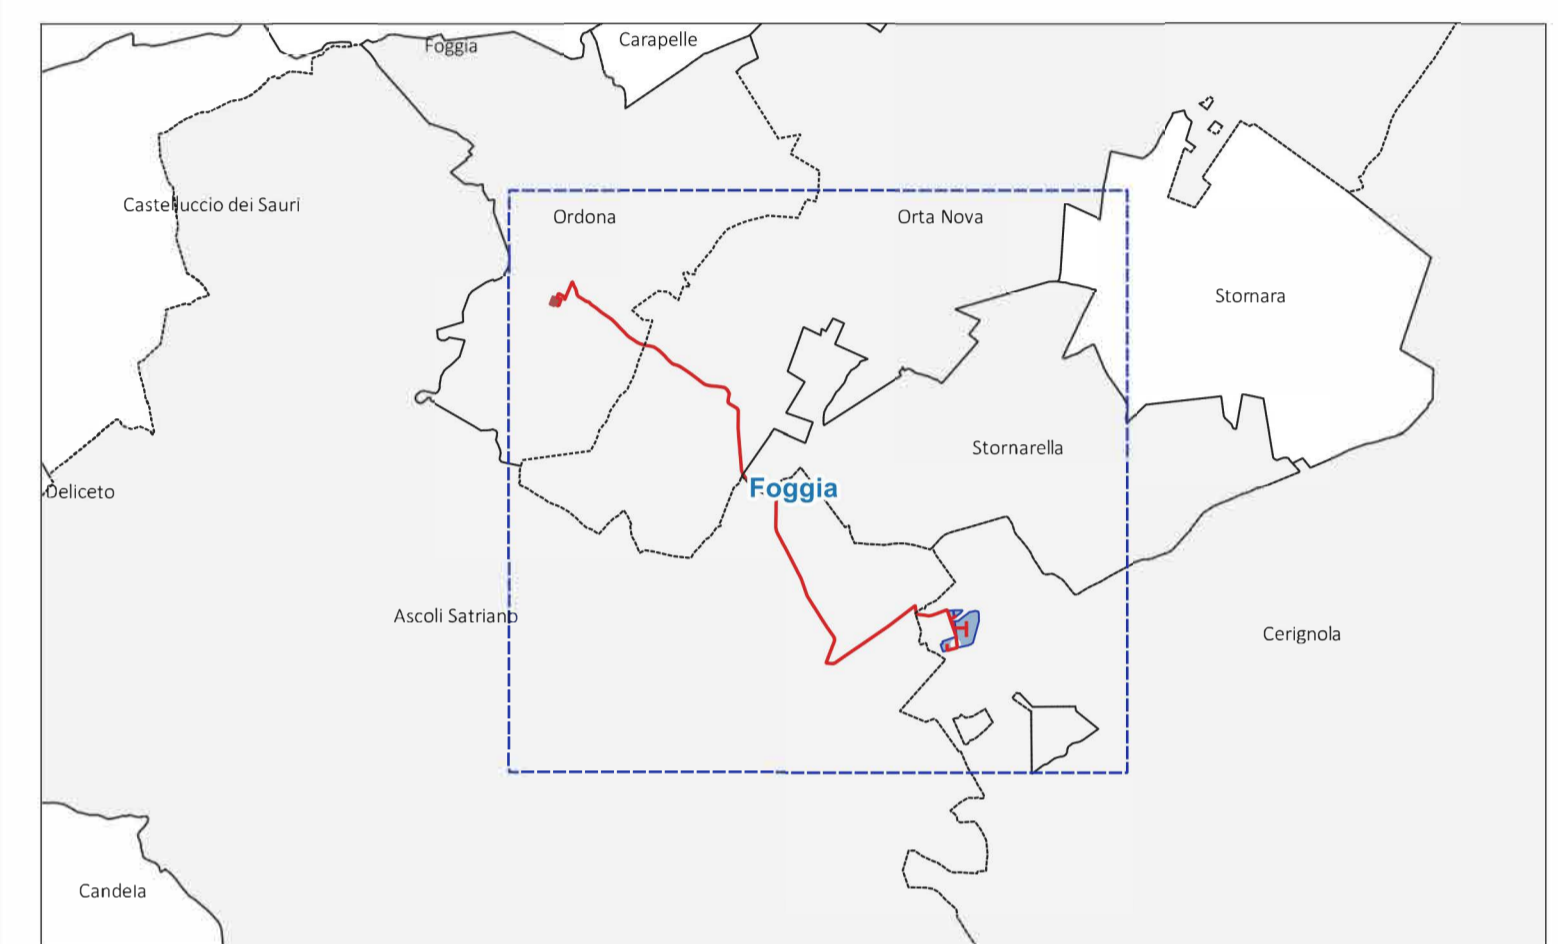 Foggia
Carapelle
Castelluccio dei Sauri
Ordona
Orta Nova
Stornara
Stornarella
Deliceto
Foggia
Ascoli Satriano
Cerignola
Candela